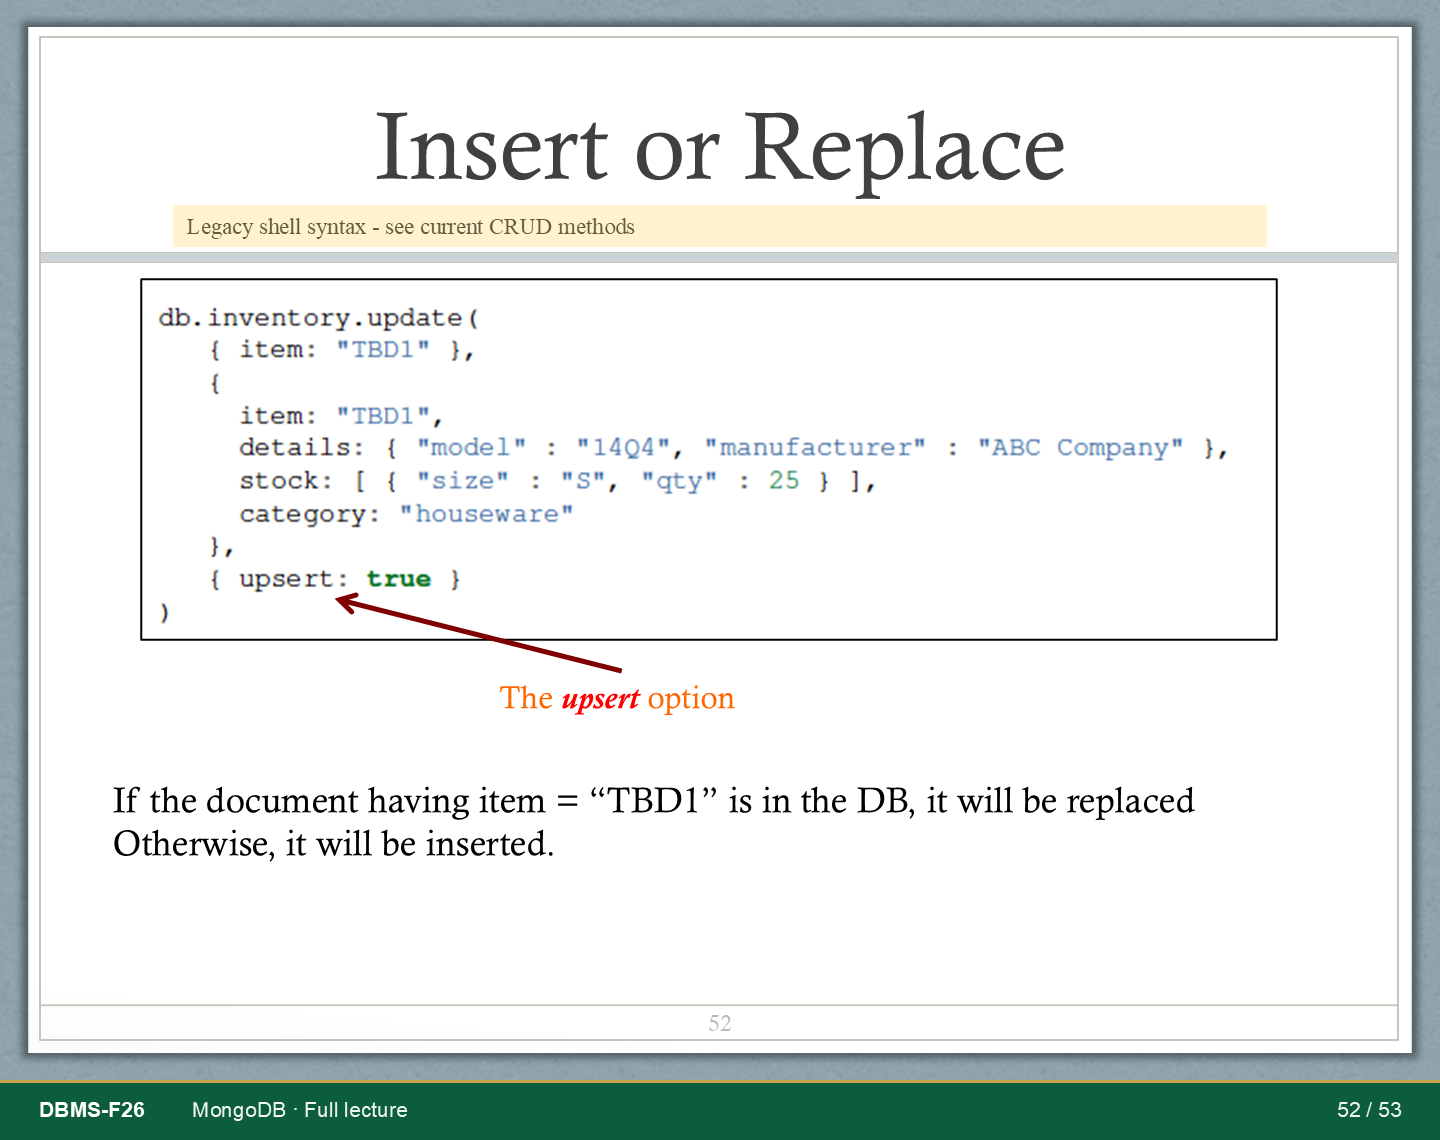 Insert or Replace
Legacy shell syntax - see current CRUD methods
db.inventory.update(
{ item: "TBD1" },
{
item: "TBD1",
details: { "model" : "14Q4", "manufacturer" : "ABC Company" },
stock: [ { "size" : "S", "qty" : 25 } ],
category: "houseware"
},
{ upsert: true }
)
The upsert option
If the document having item = “TBD1” is in the DB, it will be replaced
Otherwise, it will be inserted.
52
DBMS-F26 MongoDB · Full lecture 52 / 53